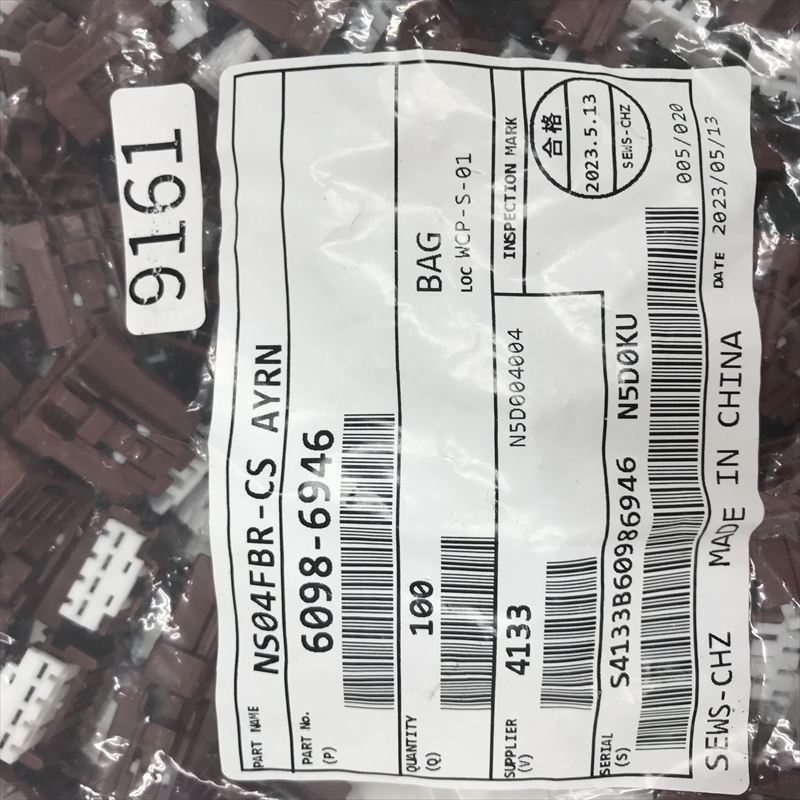 9161
PART NAME NS04FBR-CS AYRN
PART No. (P) 6098-6946
QUANTITY (Q) 100
BAG
LOC WCP-S-01
SUPPLIER (V) 4133
N5D004004
INSPECTION MARK
合格
2023.5.13
SEWS-CHZ
SERIAL (S) S4133B60986946 N5D0KU
005/020
SEWS-CHZ MADE IN CHINA
DATE 2023/05/13